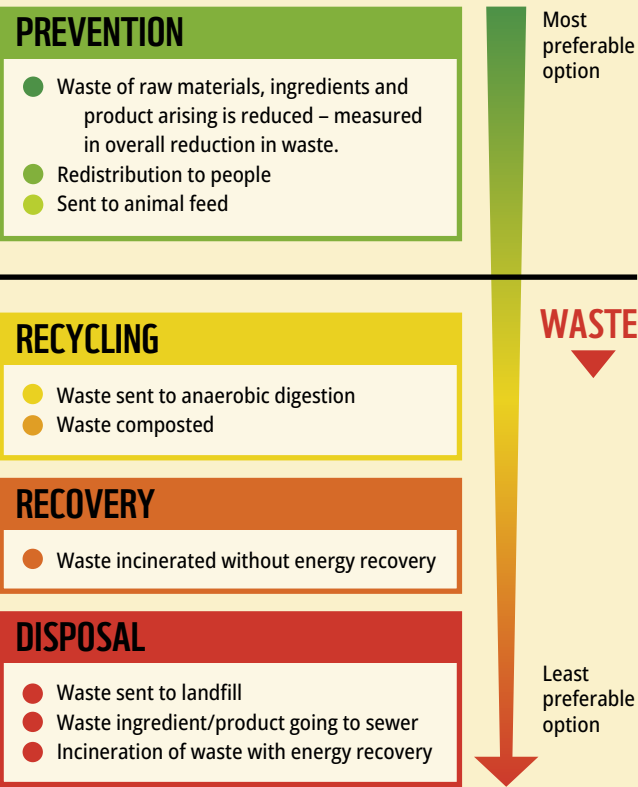 PREVENTION
Most
preferable
option
Waste of raw materials, ingredients and
product arising is reduced – measured
in overall reduction in waste.
Redistribution to people
Sent to animal feed
WASTE
RECYCLING
Waste sent to anaerobic digestion
Waste composted
RECOVERY
Waste incinerated without energy recovery
DISPOSAL
Waste sent to landfill
Waste ingredient/product going to sewer
Incineration of waste with energy recovery
Least
preferable
option